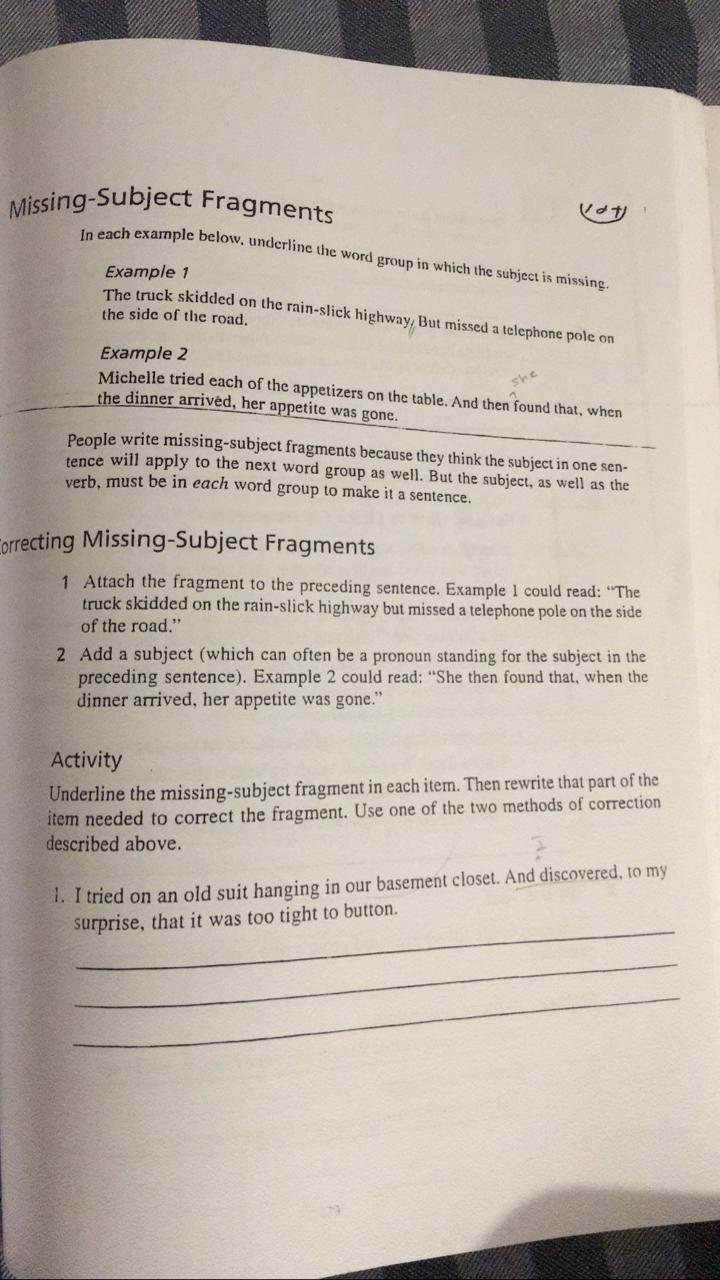 Missing-Subject Fragments
In each example below, underline the word group in which the subject is missing.
Example 1
The truck skidded on the rain-slick highway, But missed a telephone pole on
the side of the road.
Example 2
she
Michelle tried each of the appetizers on the table. And then found that, when
the dinner arrived, her appetite was gone.
People write missing-subject fragments because they think the subject in one sen-
tence will apply to the next word group as well. But the subject, as well as the
verb, must be in each word group to make it a sentence.
orrecting Missing-Subject Fragments
1 Attach the fragment to the preceding sentence. Example 1 could read: “The
truck skidded on the rain-slick highway but missed a telephone pole on the side
of the road.”
2 Add a subject (which can often be a pronoun standing for the subject in the
preceding sentence). Example 2 could read: “She then found that, when the
dinner arrived, her appetite was gone.”
Activity
Underline the missing-subject fragment in each item. Then rewrite that part of the
item needed to correct the fragment. Use one of the two methods of correction
described above.
I
1. I tried on an old suit hanging in our basement closet. And discovered, to my
surprise, that it was too tight to button.